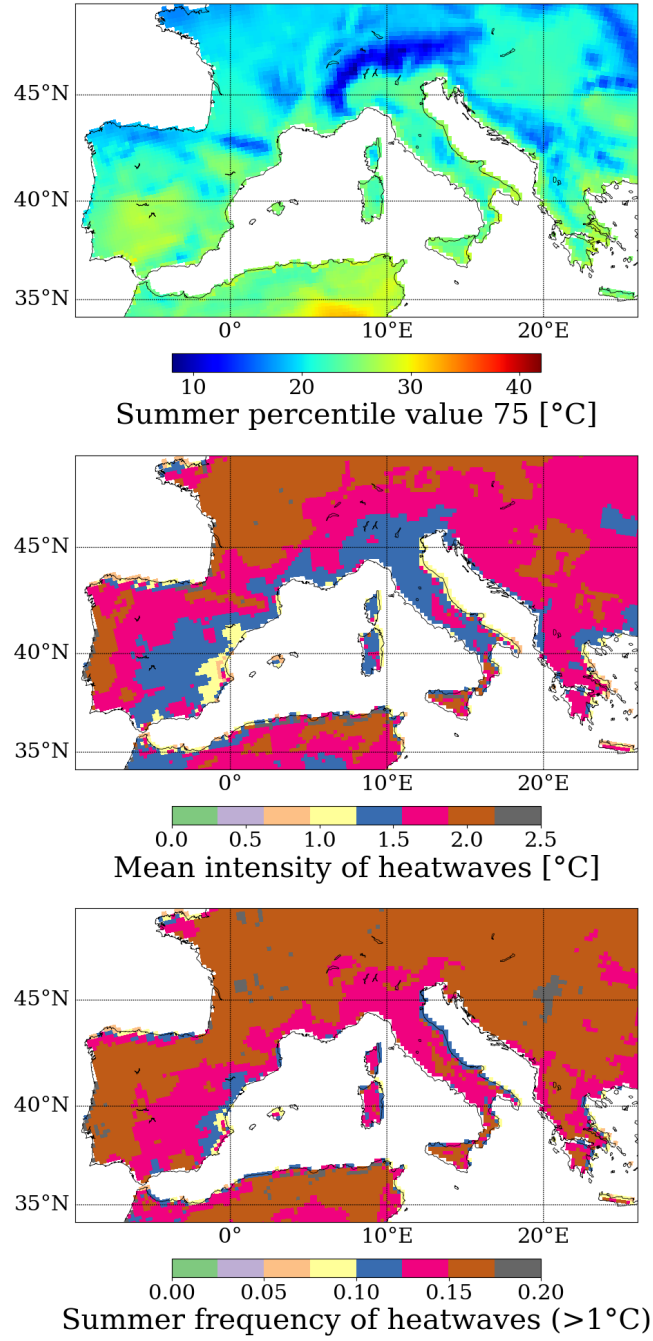 45°N
40°N
35°N
0° 10°E 20°E
10 20 30 40
Summer percentile value 75 [°C]
45°N
40°N
35°N
0° 10°E 20°E
0.0 0.5 1.0 1.5 2.0 2.5
Mean intensity of heatwaves [°C]
45°N
40°N
35°N
0° 10°E 20°E
0.00 0.05 0.10 0.15 0.20
Summer frequency of heatwaves (>1°C)